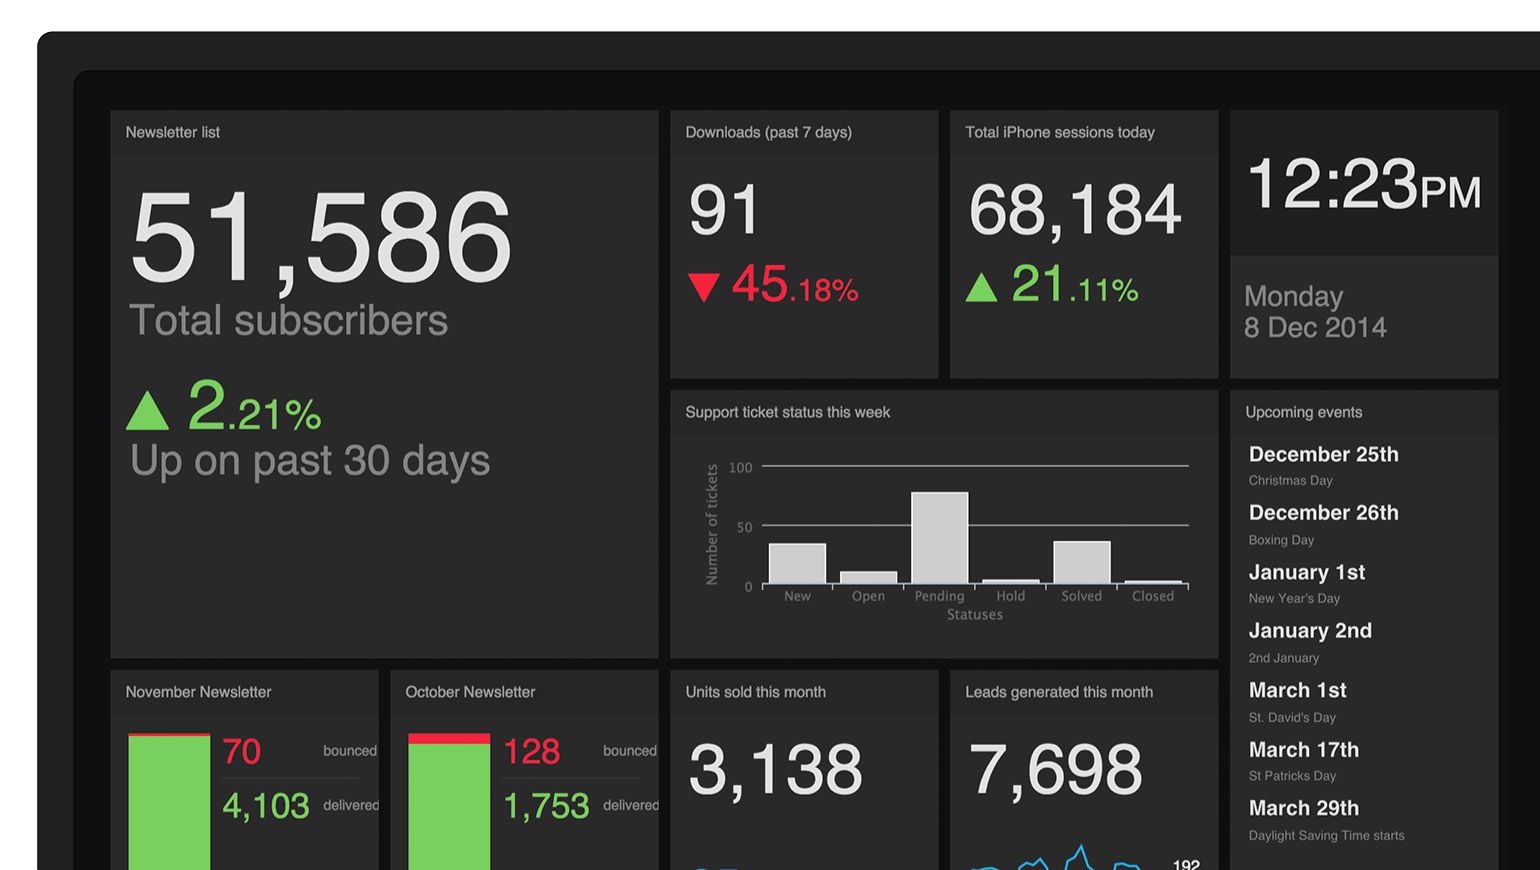 Newsletter list
51,586
Total subscribers
▲ 2.21%
Up on past 30 days
Downloads (past 7 days)
91
▼ 45.18%
Total iPhone sessions today
68,184
▲ 21.11%
12:23PM
Monday
8 Dec 2014
Support ticket status this week
Number of tickets
100
50
0
New Open Pending Hold Solved Closed
Statuses
Upcoming events
December 25th
Christmas Day
December 26th
Boxing Day
January 1st
New Year's Day
January 2nd
2nd January
March 1st
St. David's Day
March 17th
St Patricks Day
March 29th
Daylight Saving Time starts
November Newsletter
70 bounced
4,103 delivered
October Newsletter
128 bounced
1,753 delivered
Units sold this month
3,138
Leads generated this month
7,698
192